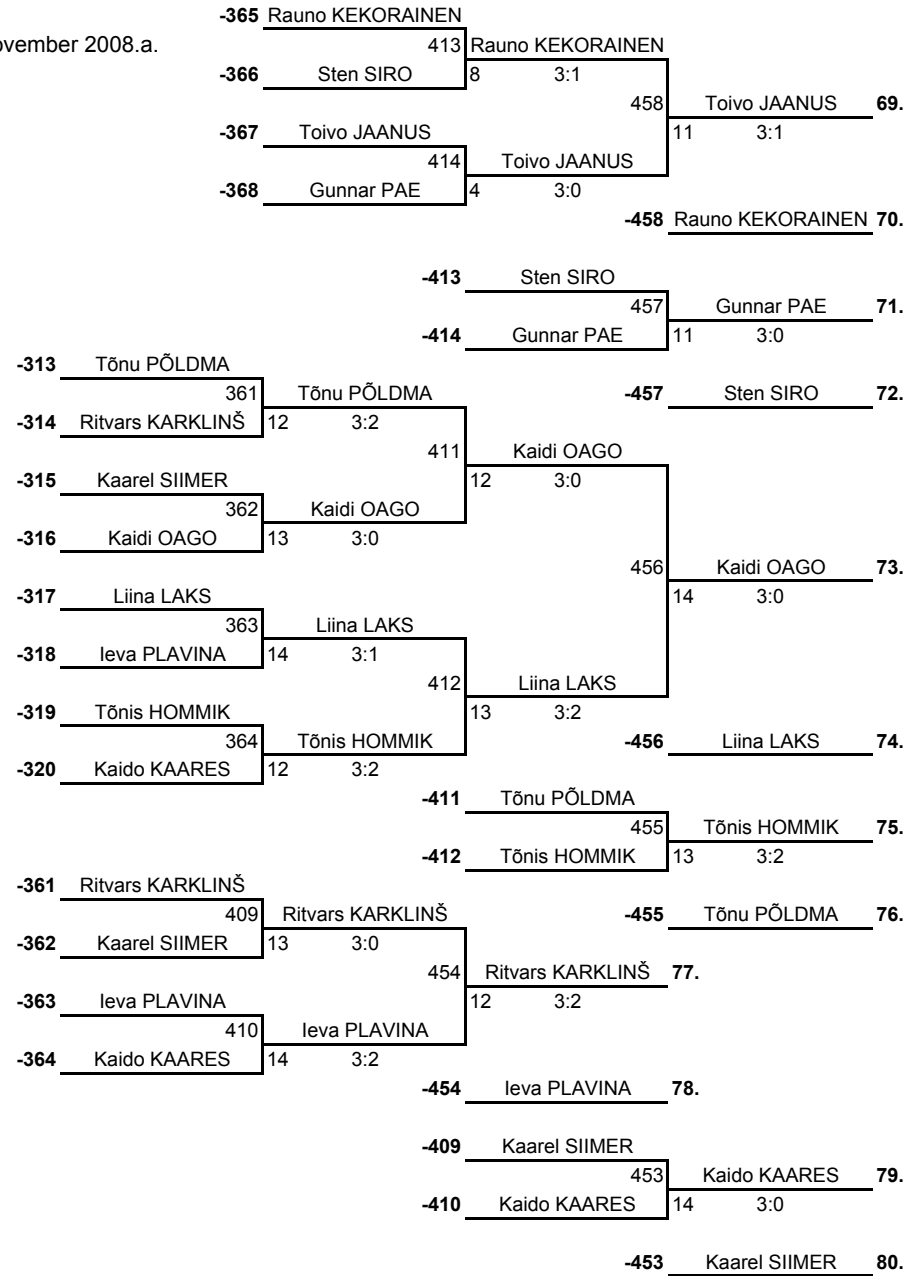 -365 Rauno KEKORAINEN
413 Rauno KEKORAINEN
ovember 2008.a.
-366 Sten SIRO 8 3:1
458 Toivo JAANUS 69.
-367 Toivo JAANUS 11 3:1
414 Toivo JAANUS
-368 Gunnar PAE 4 3:0
-458 Rauno KEKORAINEN 70.
-413 Sten SIRO
457 Gunnar PAE 71.
-414 Gunnar PAE 11 3:0
-313 Tõnu PÕLDMA
361 Tõnu PÕLDMA -457 Sten SIRO 72.
-314 Ritvars KARKLINŠ 12 3:2
411 Kaidi OAGO
-315 Kaarel SIIMER 12 3:0
362 Kaidi OAGO
-316 Kaidi OAGO 13 3:0
456 Kaidi OAGO 73.
-317 Liina LAKS 14 3:0
363 Liina LAKS
-318 Ieva PLAVINA 14 3:1
412 Liina LAKS
-319 Tõnis HOMMIK 13 3:2
364 Tõnis HOMMIK -456 Liina LAKS 74.
-320 Kaido KAARES 12 3:2
-411 Tõnu PÕLDMA
455 Tõnis HOMMIK 75.
-412 Tõnis HOMMIK 13 3:2
-361 Ritvars KARKLINŠ
409 Ritvars KARKLINŠ -455 Tõnu PÕLDMA 76.
-362 Kaarel SIIMER 13 3:0
454 Ritvars KARKLINŠ 77.
-363 Ieva PLAVINA 12 3:2
410 Ieva PLAVINA
-364 Kaido KAARES 14 3:2
-454 Ieva PLAVINA 78.
-409 Kaarel SIIMER
453 Kaido KAARES 79.
-410 Kaido KAARES 14 3:0
-453 Kaarel SIIMER 80.